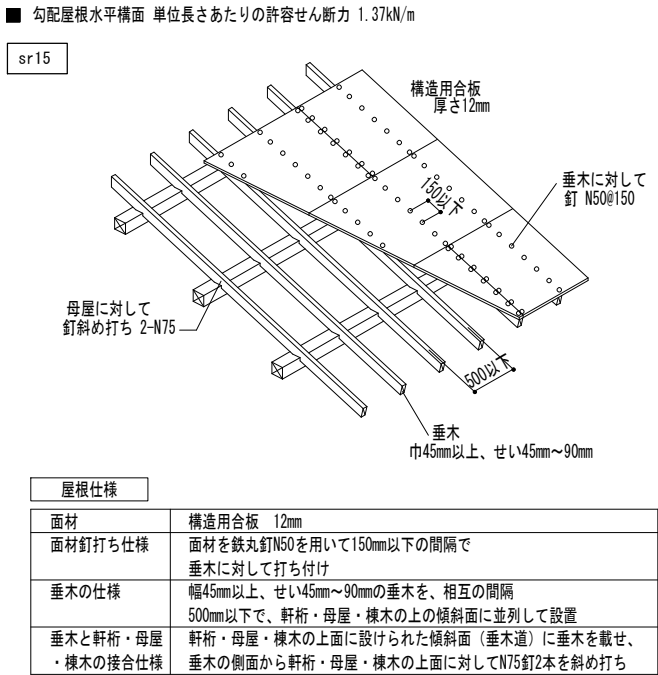 ■ 勾配屋根水平構面 単位長さあたりの許容せん断力 1.37kN/m
sr15
構造用合板
厚さ12mm
150以下
垂木に対して
釘 N50@150
母屋に対して
釘斜め打ち 2-N75
500以下
垂木
巾45mm以上、せい45mm～90mm
屋根仕様
面材 構造用合板 12mm
面材釘打ち仕様 面材を鉄丸釘N50を用いて150mm以下の間隔で
垂木に対して打ち付け
垂木の仕様 幅45mm以上、せい45mm～90mmの垂木を、相互の間隔
500mm以下で、軒桁・母屋・棟木の上の傾斜面に並列して設置
垂木と軒桁・母屋 軒桁・母屋・棟木の上面に設けられた傾斜面（垂木道）に垂木を載せ、
・棟木の接合仕様 垂木の側面から軒桁・母屋・棟木の上面に対してN75釘2本を斜め打ち